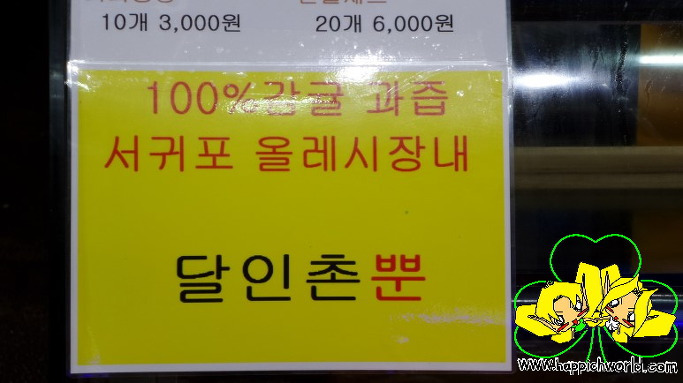 10개 3,000원 20개 6,000원
100%감귤 과즙
서귀포 올레시장내
달인촌뿐
www.happichworld.com